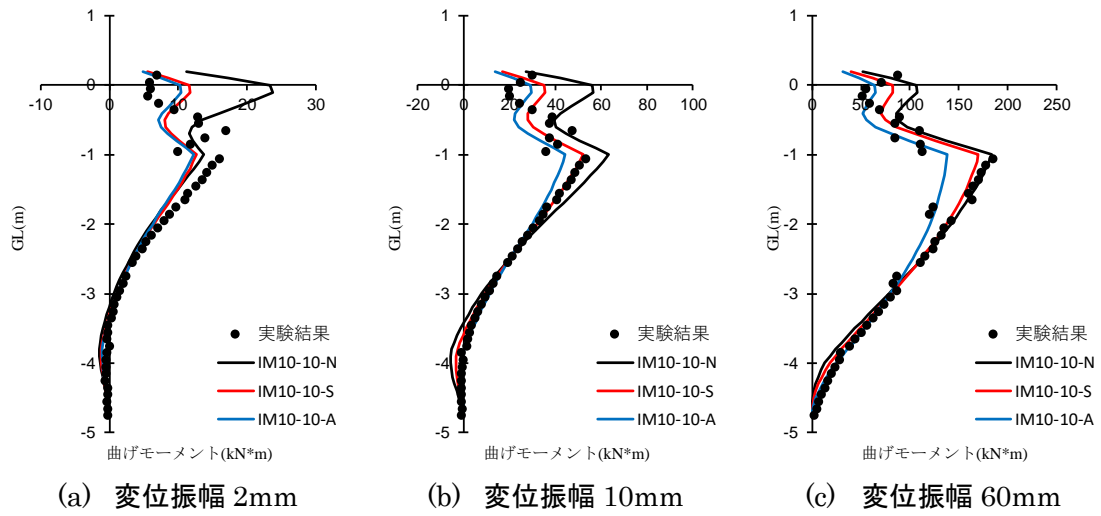 1
0
-10
0
10
20
30
-1
-2
-3
-4
-5
GL(m)
実験結果
IM10-10-N
IM10-10-S
IM10-10-A
曲げモーメント(kN*m)
(a) 変位振幅 2mm
1
0
-20
0
20
40
60
80
100
-1
-2
-3
-4
-5
GL(m)
実験結果
IM10-10-N
IM10-10-S
IM10-10-A
曲げモーメント(kN*m)
(b) 変位振幅 10mm
1
0
0
50
100
150
200
250
-1
-2
-3
-4
-5
GL(m)
実験結果
IM10-10-N
IM10-10-S
IM10-10-A
曲げモーメント(kN*m)
(c) 変位振幅 60mm